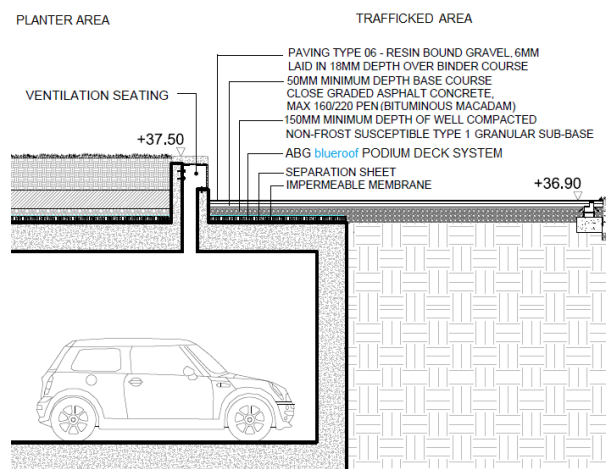 PLANTER AREA
TRAFFICKED AREA
PAVING TYPE 06 - RESIN BOUND GRAVEL, 6MM
LAID IN 18MM DEPTH OVER BINDER COURSE
50MM MINIMUM DEPTH BASE COURSE
CLOSE GRADED ASPHALT CONCRETE,
MAX 160/220 PEN (BITUMINOUS MACADAM)
150MM MINIMUM DEPTH OF WELL COMPACTED
NON-FROST SUSCEPTIBLE TYPE 1 GRANULAR SUB-BASE
ABG blueroof PODIUM DECK SYSTEM
SEPARATION SHEET
IMPERMEABLE MEMBRANE
VENTILATION SEATING
+37.50
+36.90